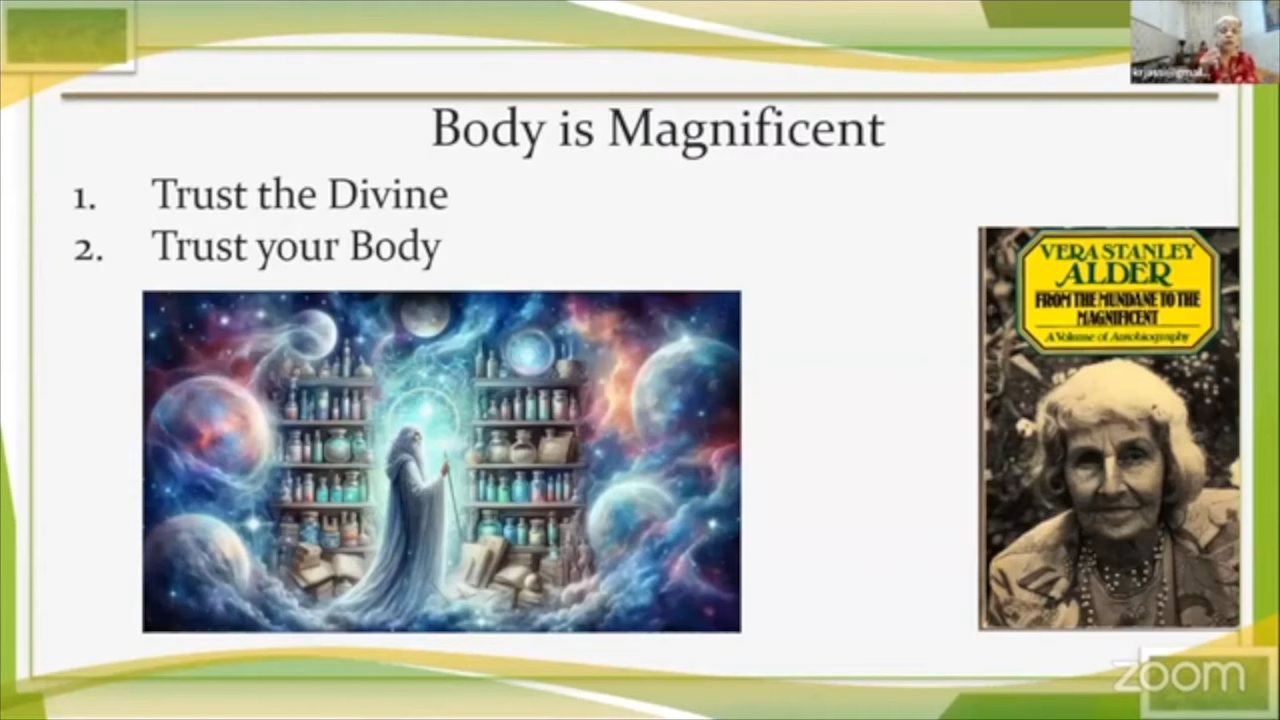 Body is Magnificent
1. Trust the Divine
2. Trust your Body
VERA STANLEY
ALDER
FROM THE MUNDANE TO THE
MAGNIFICENT
A Volume of Autobiography
zoom